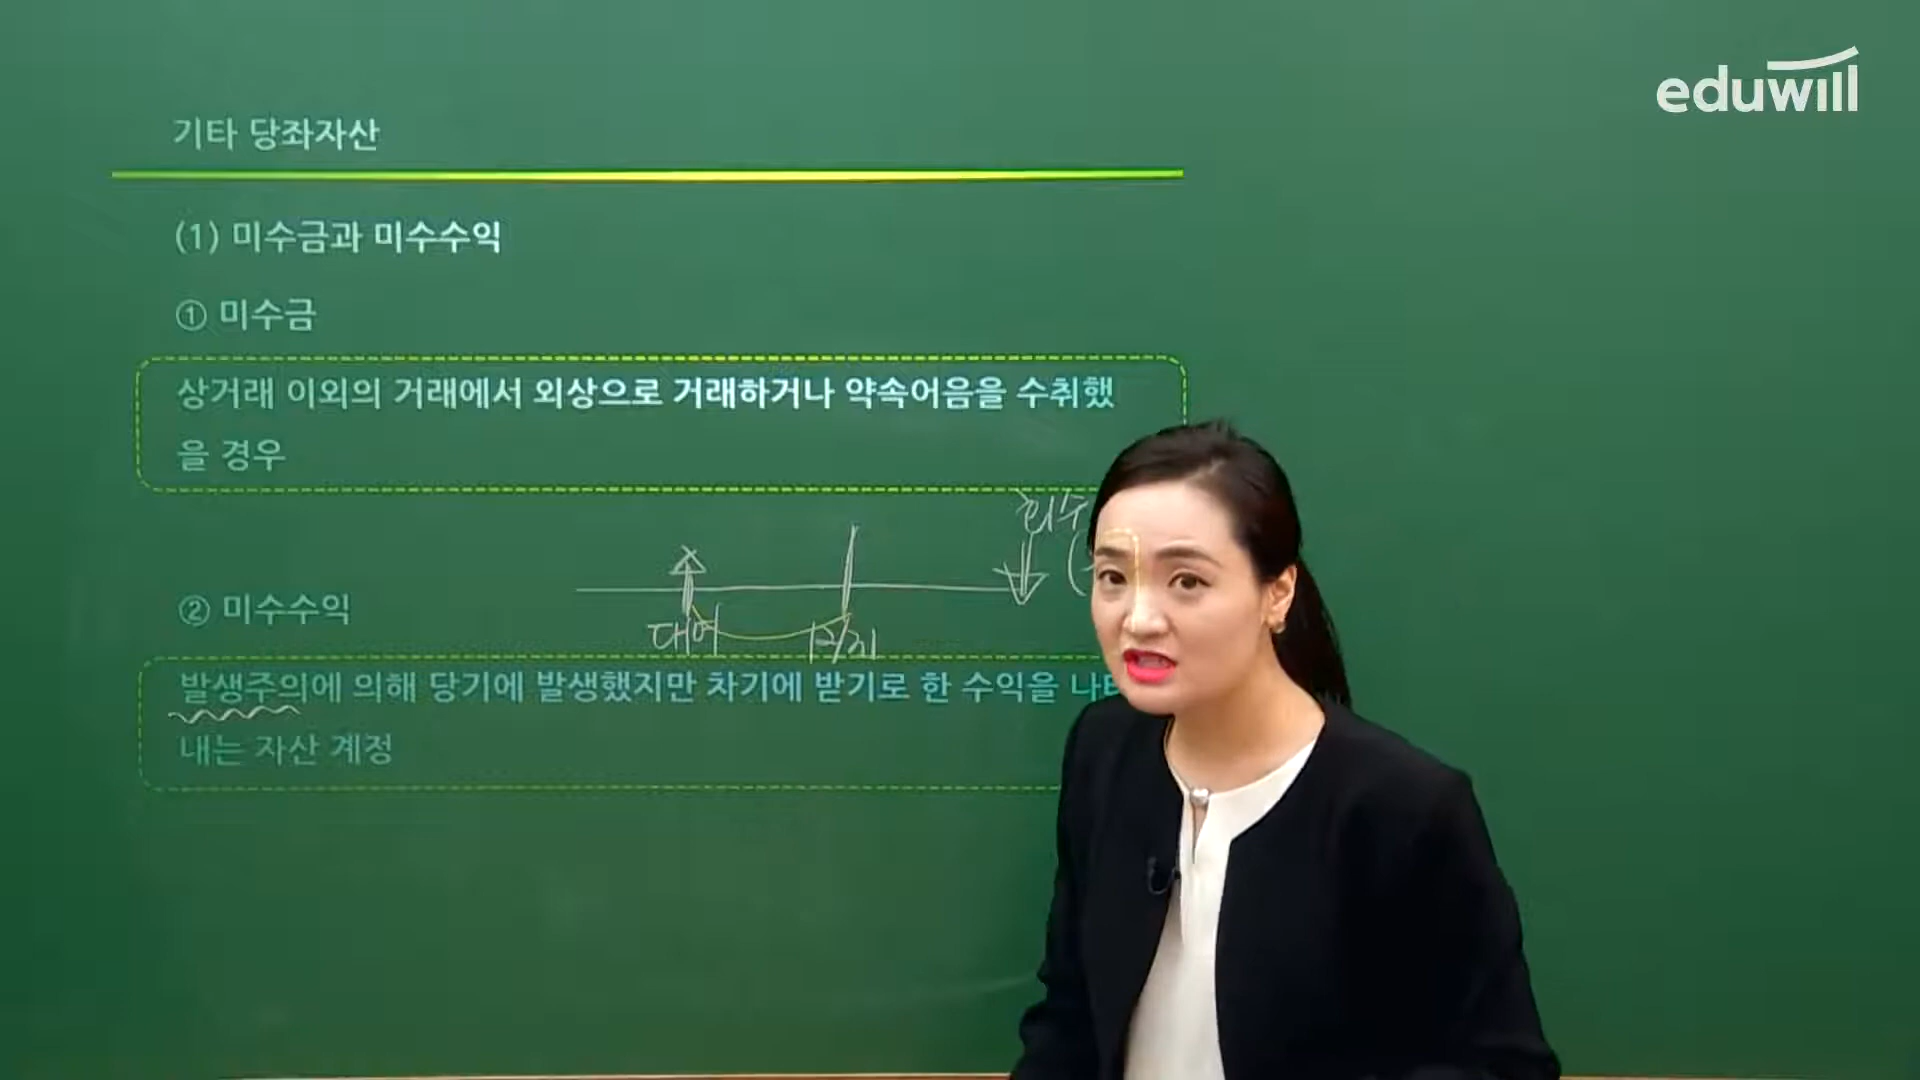 eduwill
기타 당좌자산
(1) 미수금과 미수수익
① 미수금
상거래 이외의 거래에서 외상으로 거래하거나 약속어음을 수취했
을 경우
회수
② 미수수익
대여
12/31
발생주의에 의해 당기에 발생했지만 차기에 받기로 한 수익을 나타
내는 자산 계정